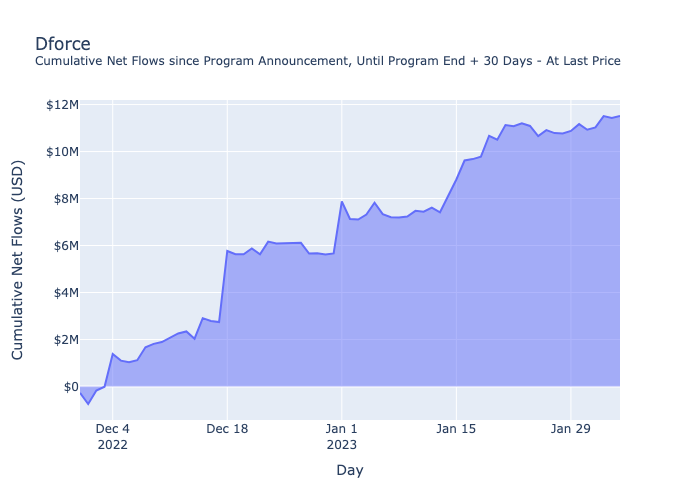 Dforce
Cumulative Net Flows since Program Announcement, Until Program End + 30 Days - At Last Price
$12M
$10M
$8M
$6M
$4M
$2M
$0
Cumulative Net Flows (USD)
Dec 4
2022
Dec 18
Jan 1
2023
Jan 15
Jan 29
Day